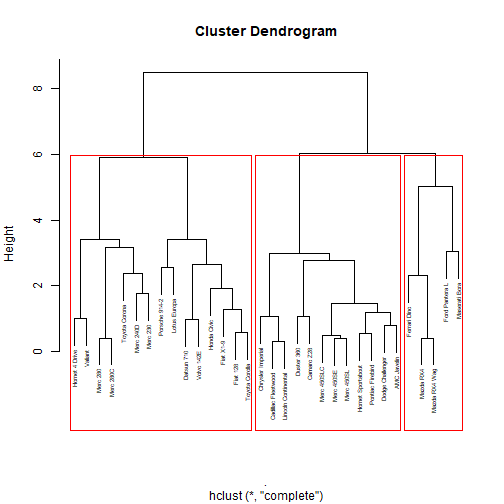 Cluster Dendrogram
Height
8
6
4
2
0
Hornet 4 Drive
Valiant
Merc 280
Merc 280C
Toyota Corona
Merc 240D
Merc 230
Porsche 914-2
Lotus Europa
Datsun 710
Volvo 142E
Honda Civic
Fiat X1-9
Fiat 128
Toyota Corolla
Chrysler Imperial
Cadillac Fleetwood
Lincoln Continental
Duster 360
Camaro Z28
Merc 450SLC
Merc 450SE
Merc 450SL
Hornet Sportabout
Pontiac Firebird
Dodge Challenger
AMC Javelin
Ferrari Dino
Mazda RX4
Mazda RX4 Wag
Ford Pantera L
Maserati Bora
.
hclust (*, "complete")